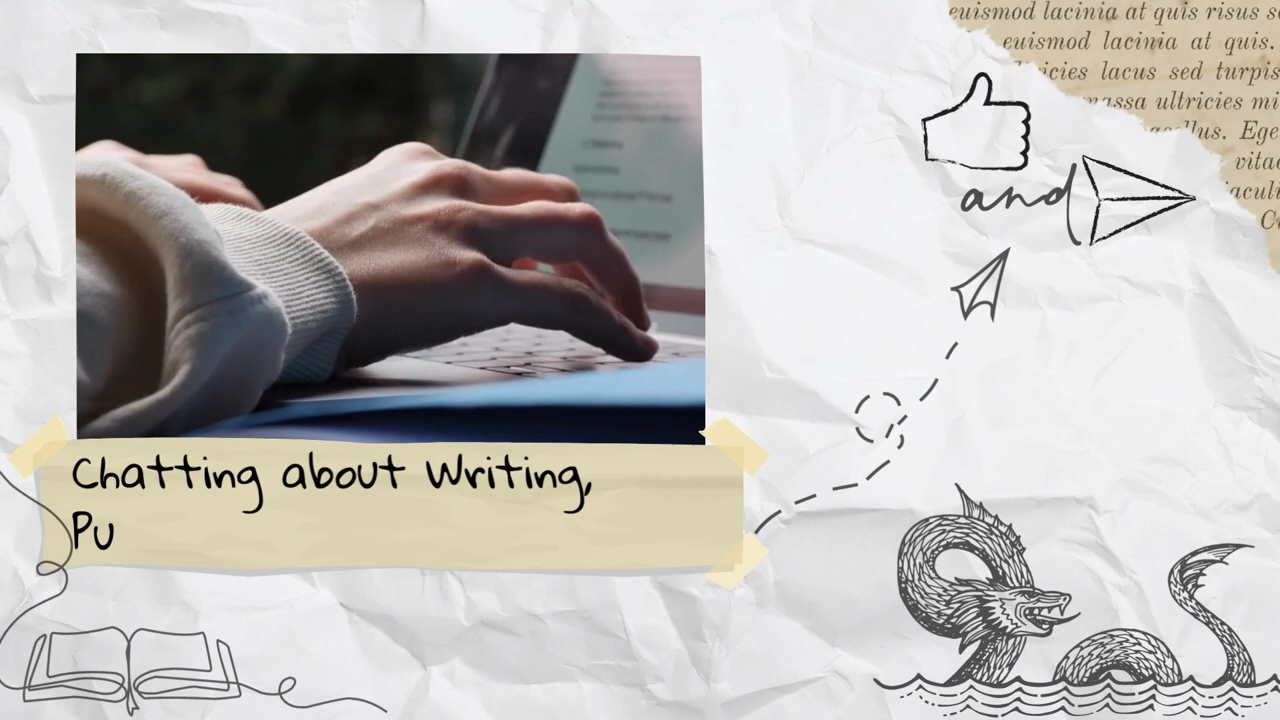 Chatting about Writing,
Pu
and
euismod lacinia at quis risus
euismod lacinia at quis.
lacus sed turpis
massa ultricies mi
Ege
vitae